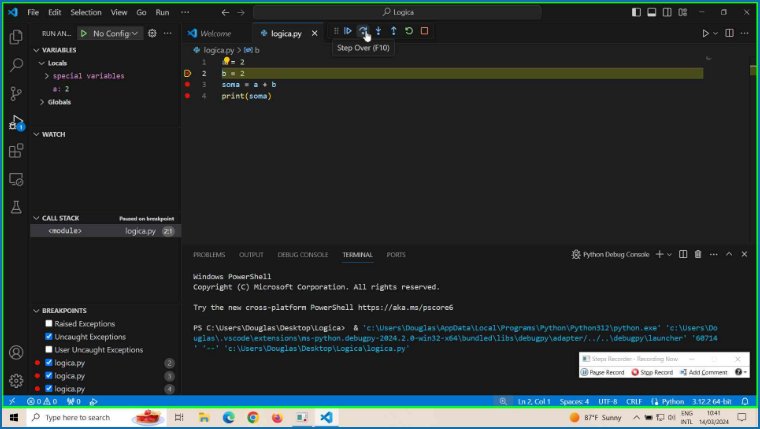 File Edit Selection View Go Run ··· Logica
RUN AN... No Config
Welcome
logica.py
Step Over (F10)
logica.py > b
VARIABLES
Locals
special variables
a: 2
Globals
1
= 2
2 b = 2
3 soma = a + b
4 print(soma)
WATCH
CALL STACK Paused on breakpoint
<module> logica.py 2:1
BREAKPOINTS
Raised Exceptions
Uncaught Exceptions
User Uncaught Exceptions
logica.py 2
logica.py 3
logica.py 4
PROBLEMS OUTPUT DEBUG CONSOLE TERMINAL PORTS
Python Debug Console
Windows PowerShell
Copyright (C) Microsoft Corporation. All rights reserved.
Try the new cross-platform PowerShell https://aka.ms/pscore6
PS C:\Users\Douglas\Desktop\Logica> & 'c:\Users\Douglas\AppData\Local\Programs\Python\Python312\python.exe' 'c:\Users\Do
uglas\.vscode\extensions\ms-python.debugpy-2024.2.0-win32-x64\bundled\libs\debugpy\adapter/../..\debugpy\launcher' '60714
' '--' 'c:\Users\Douglas\Desktop\Logica\logica.py'
Steps Recorder - Recording Now
Pause Record Stop Record Add Comment
1
0 0 0 Ln 2, Col 1 Spaces: 4 UTF-8 CRLF Python 3.12.2 64-bit
Type here to search
87°F Sunny
ENG
INTL
10:41
14/03/2024